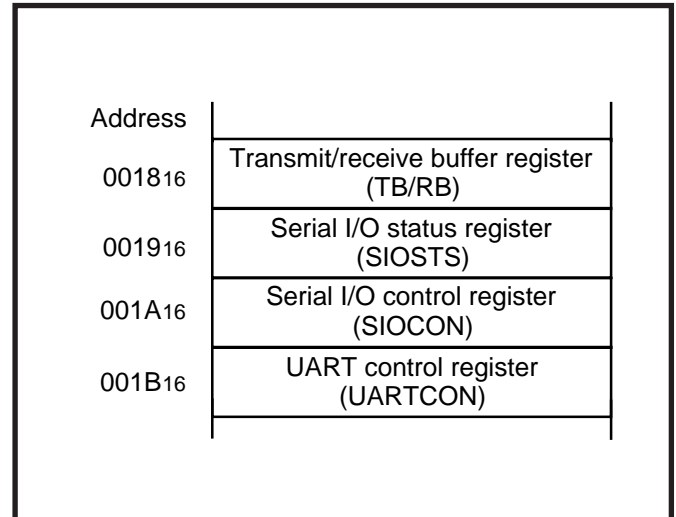 Address
Transmit/receive buffer register
001816
(TB/RB)
Serial I/O status register
001916
(SIOSTS)
Serial I/O control register
001A16
(SIOCON)
UART control register
001B16
(UARTCON)